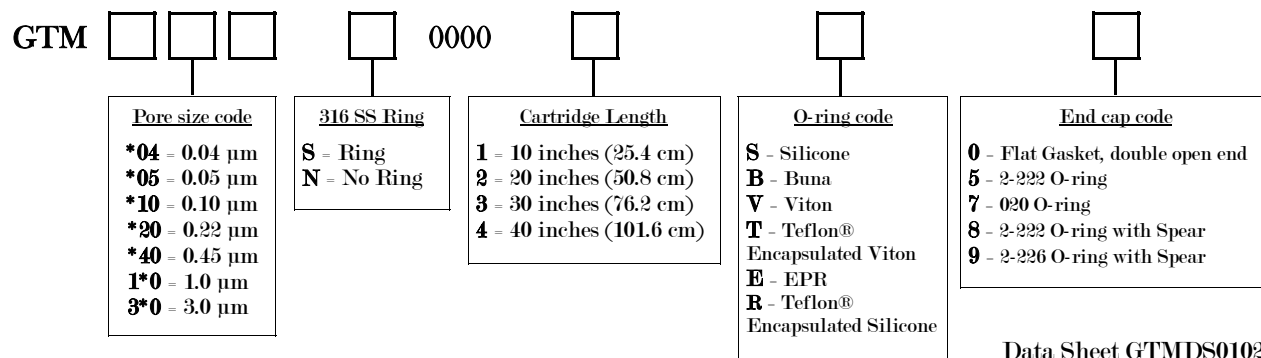 GTM 0000
Pore size code
*04 = 0.04 µm
*05 = 0.05 µm
*10 = 0.10 µm
*20 = 0.22 µm
*40 = 0.45 µm
1*0 = 1.0 µm
3*0 = 3.0 µm
316 SS Ring
S = Ring
N = No Ring
Cartridge Length
1 = 10 inches (25.4 cm)
2 = 20 inches (50.8 cm)
3 = 30 inches (76.2 cm)
4 = 40 inches (101.6 cm)
O-ring code
S - Silicone
B - Buna
V - Viton
T - Teflon®
Encapsulated Viton
E - EPR
R - Teflon®
Encapsulated Silicone
End cap code
0 - Flat Gasket, double open end
5 - 2-222 O-ring
7 - 020 O-ring
8 - 2-222 O-ring with Spear
9 - 2-226 O-ring with Spear
Data Sheet GTMDS0102